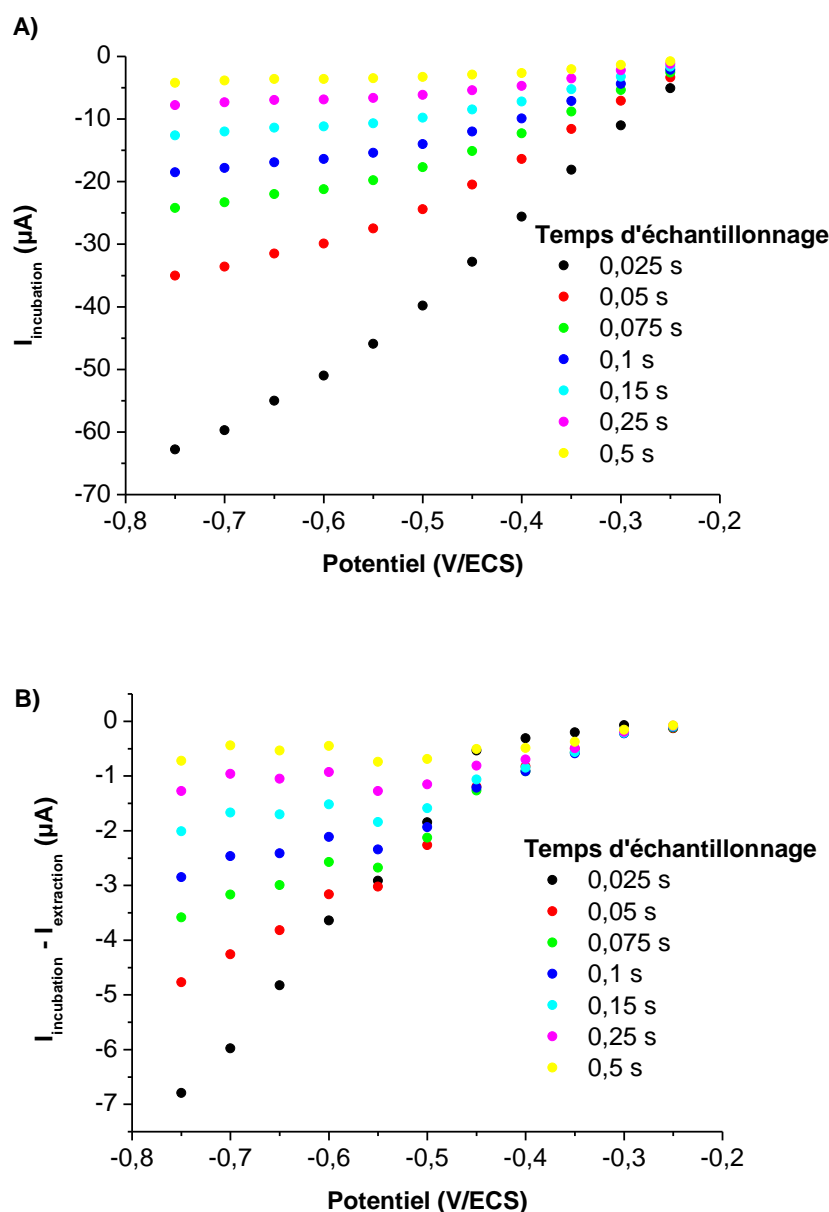 A)
0
-10
-20
-30
-40
-50
-60
-70
I incubation (µA)
Temps d'échantillonnage
0,025 s
0,05 s
0,075 s
0,1 s
0,15 s
0,25 s
0,5 s
-0,8 -0,7 -0,6 -0,5 -0,4 -0,3 -0,2
Potentiel (V/ECS)
B)
0
-1
-2
-3
-4
-5
-6
-7
I incubation - I extraction (µA)
Temps d'échantillonnage
0,025 s
0,05 s
0,075 s
0,1 s
0,15 s
0,25 s
0,5 s
-0,8 -0,7 -0,6 -0,5 -0,4 -0,3 -0,2
Potentiel (V/ECS)